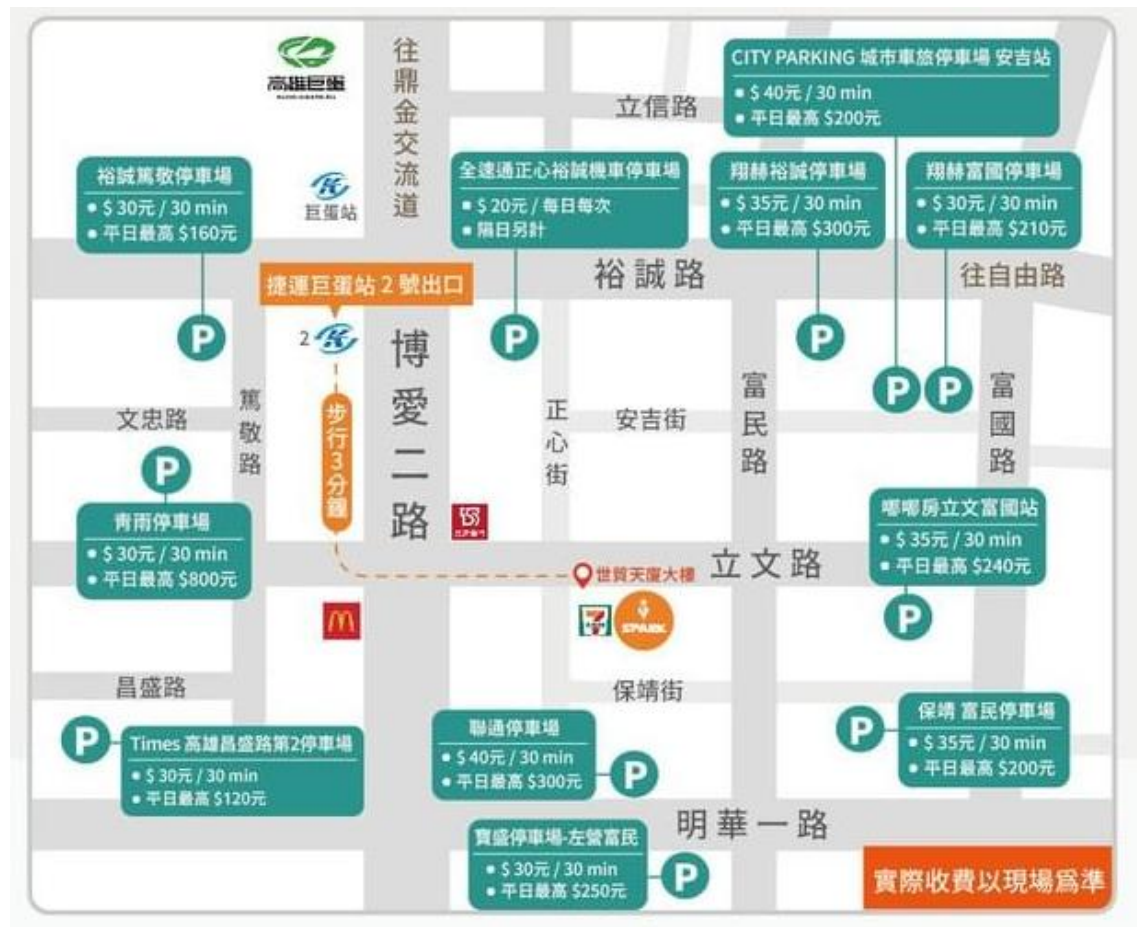 高雄巨蛋
往鼎金交流道
立信路
CITY PARKING 城市車旅停車場 安吉站
▪ $ 40元 / 30 min
▪ 平日最高 $200元
裕誠篤敬停車場
• $ 30元 / 30 min
• 平日最高 $160元
巨蛋站
全速通正心裕誠機車停車場
▪ $ 20元 / 每日每次
▪ 隔日另計
翔赫裕誠停車場
• $ 35元 / 30 min
• 平日最高 $300元
翔赫富國停車場
• $ 30元 / 30 min
• 平日最高 $210元
裕誠路
往自由路
捷運巨蛋站 2 號出口
P
2
博愛二路
P
P
P
P
文忠路
篤敬路
步行3分鐘
正心街
安吉街
富民路
富國路
P
青雨停車場
• $ 30元 / 30 min
• 平日最高 $800元
嘟嘟房立文富國站
• $ 35元 / 30 min
▪ 平日最高 $240元
立文路
世貿天廈大樓
7
SPARK
P
昌盛路
保靖街
P
Times 高雄昌盛路第2停車場
• $ 30元 / 30 min
• 平日最高 $120元
聯通停車場
• $ 40元 / 30 min
• 平日最高 $300元
P
P
保靖 富民停車場
• $ 35元 / 30 min
• 平日最高 $200元
明華一路
寶盛停車場-左營富民
• $ 30元 / 30 min
• 平日最高 $250元
P
實際收費以現場為準